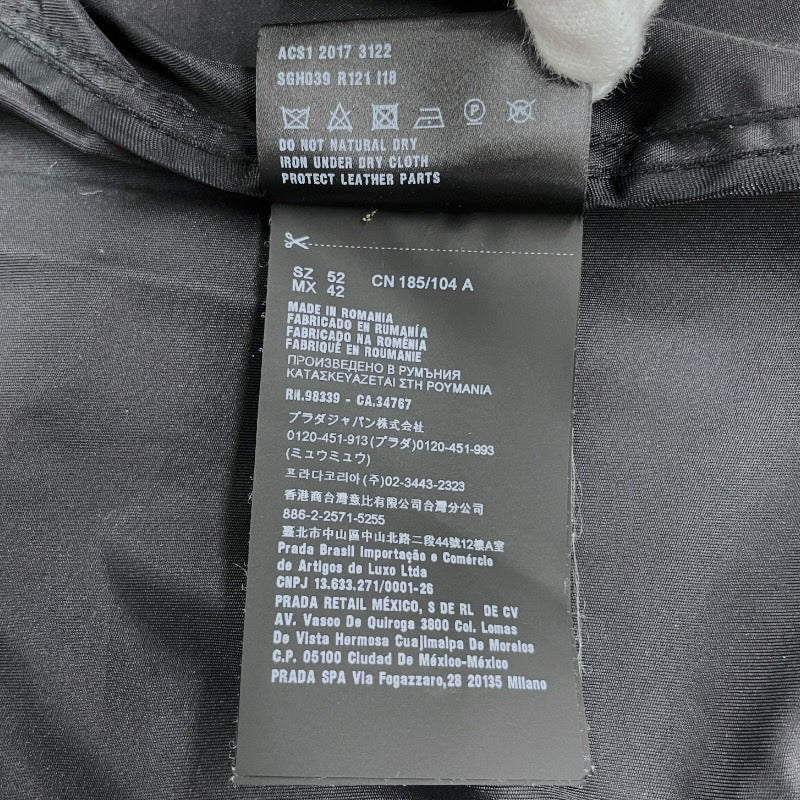 ACS1 2017 3122
SGH039 R121 I18
P
DO NOT NATURAL DRY
IRON UNDER DRY CLOTH
PROTECT LEATHER PARTS
SZ 52 CN 185/104 A
MX 42
MADE IN ROMANIA
FABRICADO EN RUMANÍA
FABRICADO NA ROMÊNIA
FABRIQUÉ EN ROUMANIE
ПРОИЗВЕДЕНО В РУМЪНИЯ
ΚΑΤΑΣΚΕΥΑΖΕΤΑΙ ΣΤΗ ΡΟΥΜΑΝΙΑ
RN.98339 - CA.34767
プラダジャパン株式会社
0120-451-913(プラダ)0120-451-993
(ミュウミュウ)
프라다코리아(주)02-3443-2323
香港商台灣意比有限公司台灣分公司
886-2-2571-5255
臺北市中山區中山北路二段44號12樓A室
Prada Brasil Importação e Comércio
de Artigos de Luxo Ltda
CNPJ 13.633.271/0001-26
PRADA RETAIL MÉXICO, S DE RL DE CV
AV. Vasco De Quiroga 3800 Col. Lomas
De Vista Hermosa Cuajimalpa De Morelos
C.P. 05100 Ciudad De México-México
PRADA SPA Via Fogazzaro,28 20135 Milano